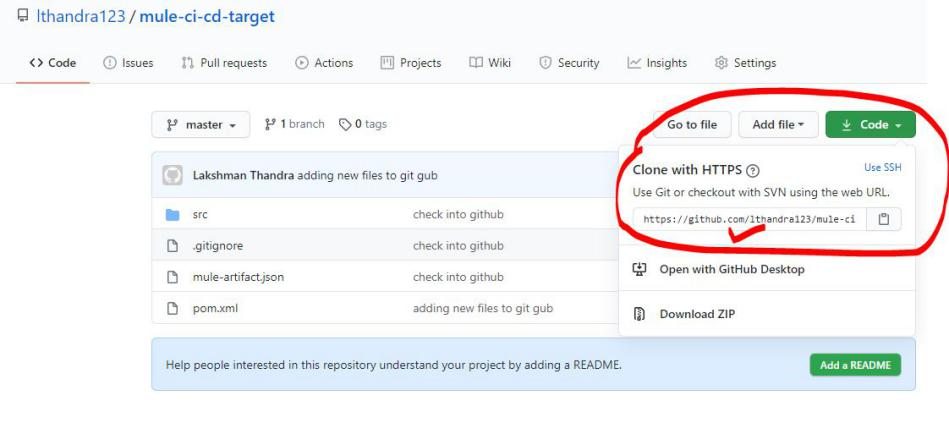 lthandra123 / mule-ci-cd-target
Code Issues Pull requests Actions Projects Wiki Security Insights Settings
master 1 branch 0 tags Go to file Add file Code
Lakshman Thandra adding new files to git gub
src check into github
.gitignore check into github
mule-artifact.json check into github
pom.xml adding new files to git gub
Clone with HTTPS Use SSH
Use Git or checkout with SVN using the web URL.
https://github.com/lthandra123/mule-ci
Open with GitHub Desktop
Download ZIP
Help people interested in this repository understand your project by adding a README. Add a README